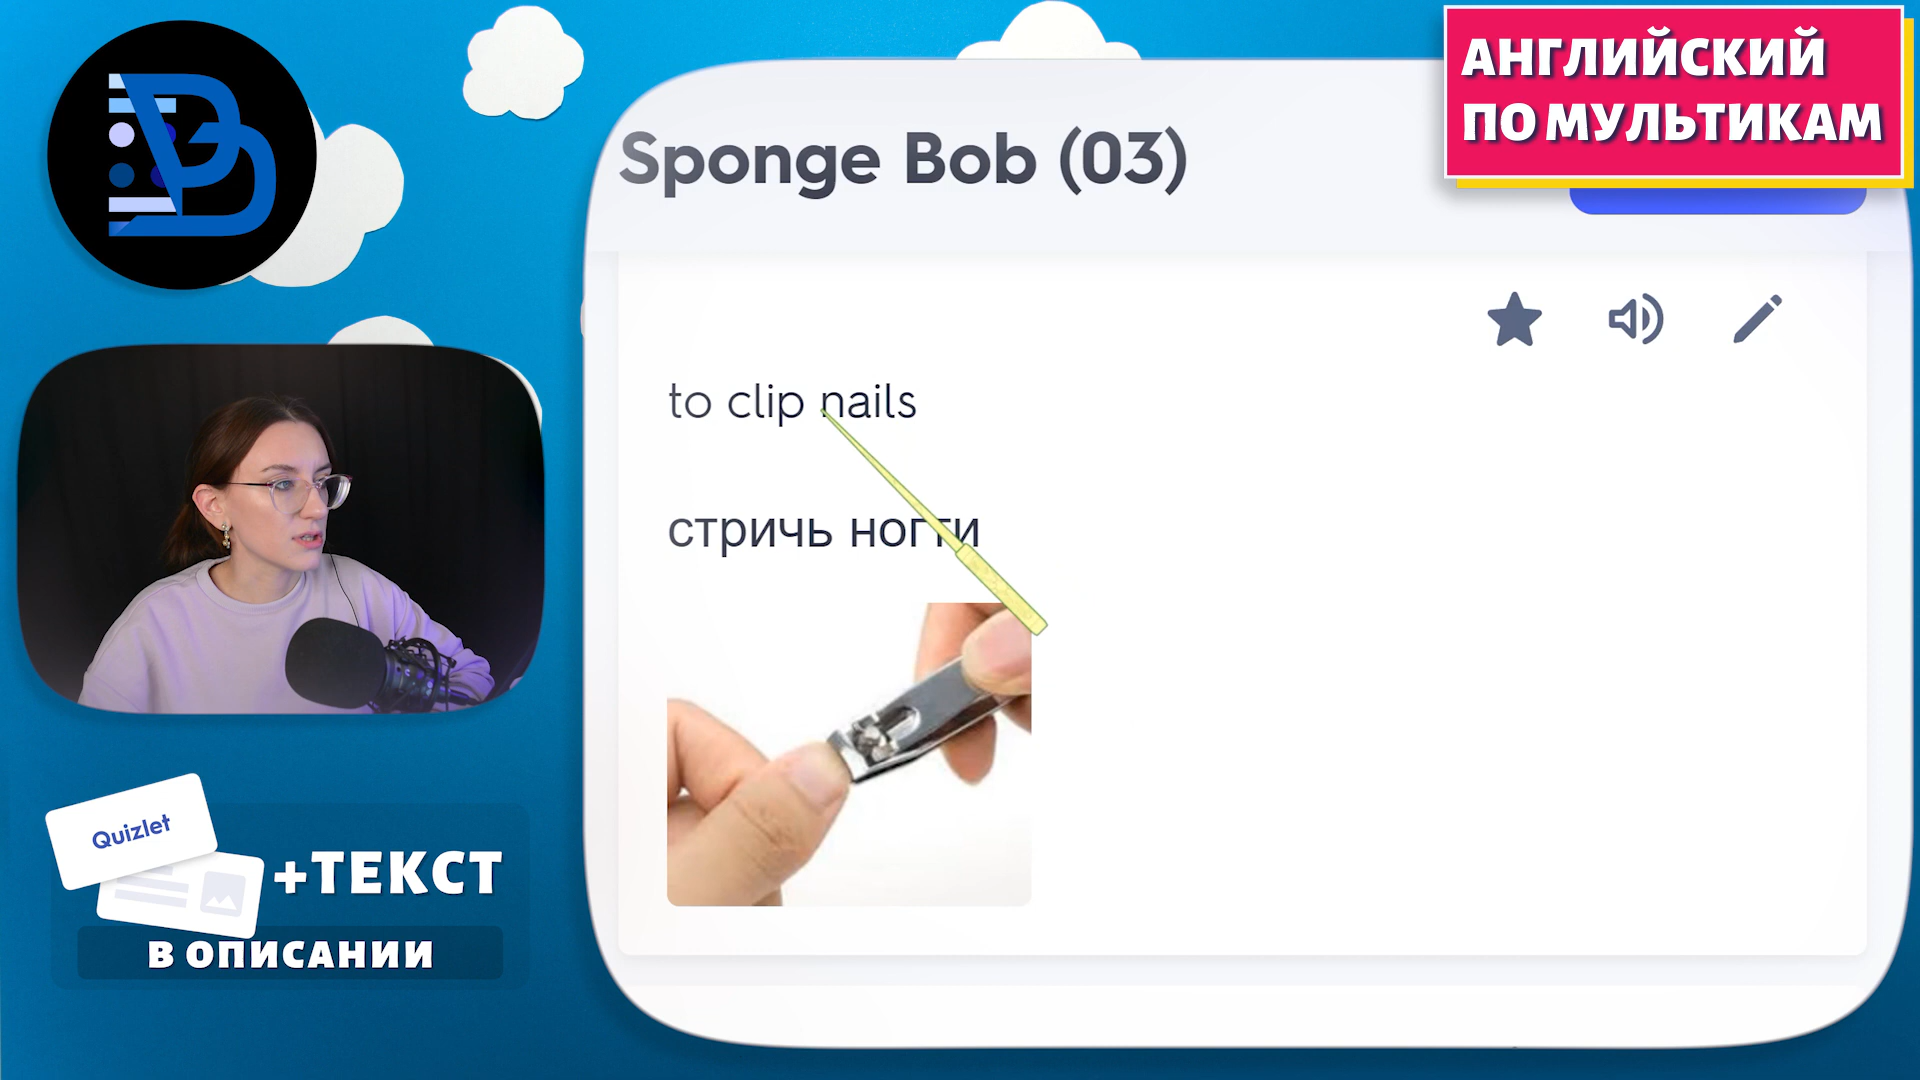 АНГЛИЙСКИЙ
ПО МУЛЬТИКАМ
Sponge Bob (03)
to clip nails
стричь ногти
Quizlet
+ТЕКСТ
В ОПИСАНИИ